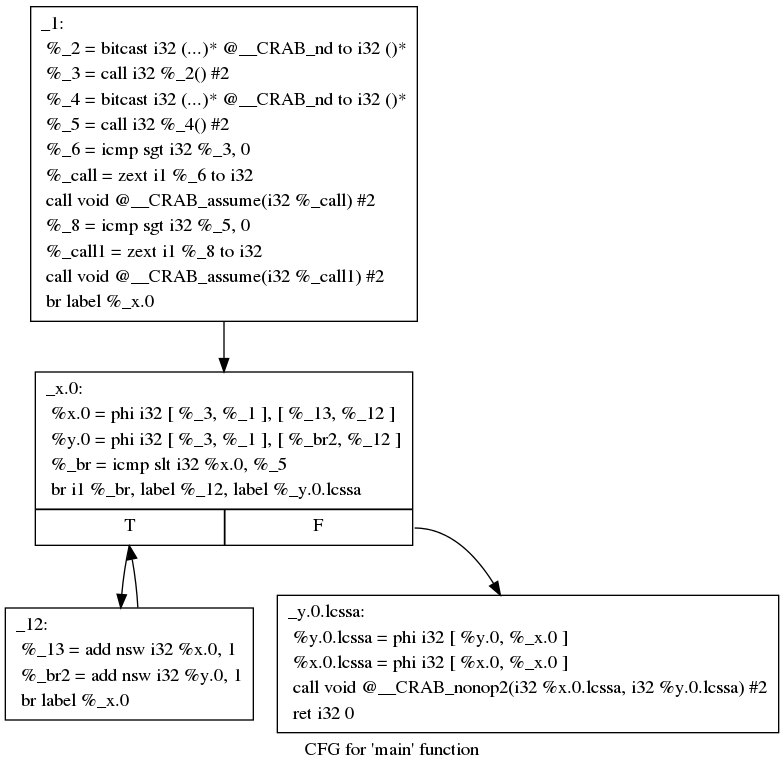 _1:
%_2 = bitcast i32 (...)* @__CRAB_nd to i32 ()*
%_3 = call i32 %_2() #2
%_4 = bitcast i32 (...)* @__CRAB_nd to i32 ()*
%_5 = call i32 %_4() #2
%_6 = icmp sgt i32 %_3, 0
%_call = zext i1 %_6 to i32
call void @__CRAB_assume(i32 %_call) #2
%_8 = icmp sgt i32 %_5, 0
%_call1 = zext i1 %_8 to i32
call void @__CRAB_assume(i32 %_call1) #2
br label %_x.0
_x.0:
%x.0 = phi i32 [ %_3, %_1 ], [ %_13, %_12 ]
%y.0 = phi i32 [ %_3, %_1 ], [ %_br2, %_12 ]
%_br = icmp slt i32 %x.0, %_5
br i1 %_br, label %_12, label %_y.0.lcssa
T F
_12:
%_13 = add nsw i32 %x.0, 1
%_br2 = add nsw i32 %y.0, 1
br label %_x.0
_y.0.lcssa:
%y.0.lcssa = phi i32 [ %y.0, %_x.0 ]
%x.0.lcssa = phi i32 [ %x.0, %_x.0 ]
call void @__CRAB_nonop2(i32 %x.0.lcssa, i32 %y.0.lcssa) #2
ret i32 0
CFG for 'main' function